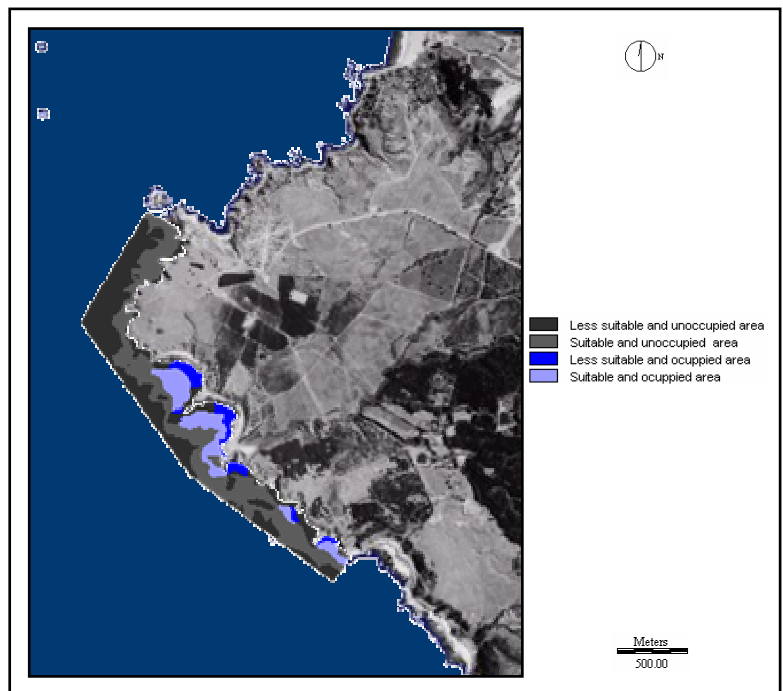 N
Less suitable and unoccupied area
Suitable and unoccupied area
Less suitable and ocuppied area
Suitable and ocuppied area
Meters
500.00